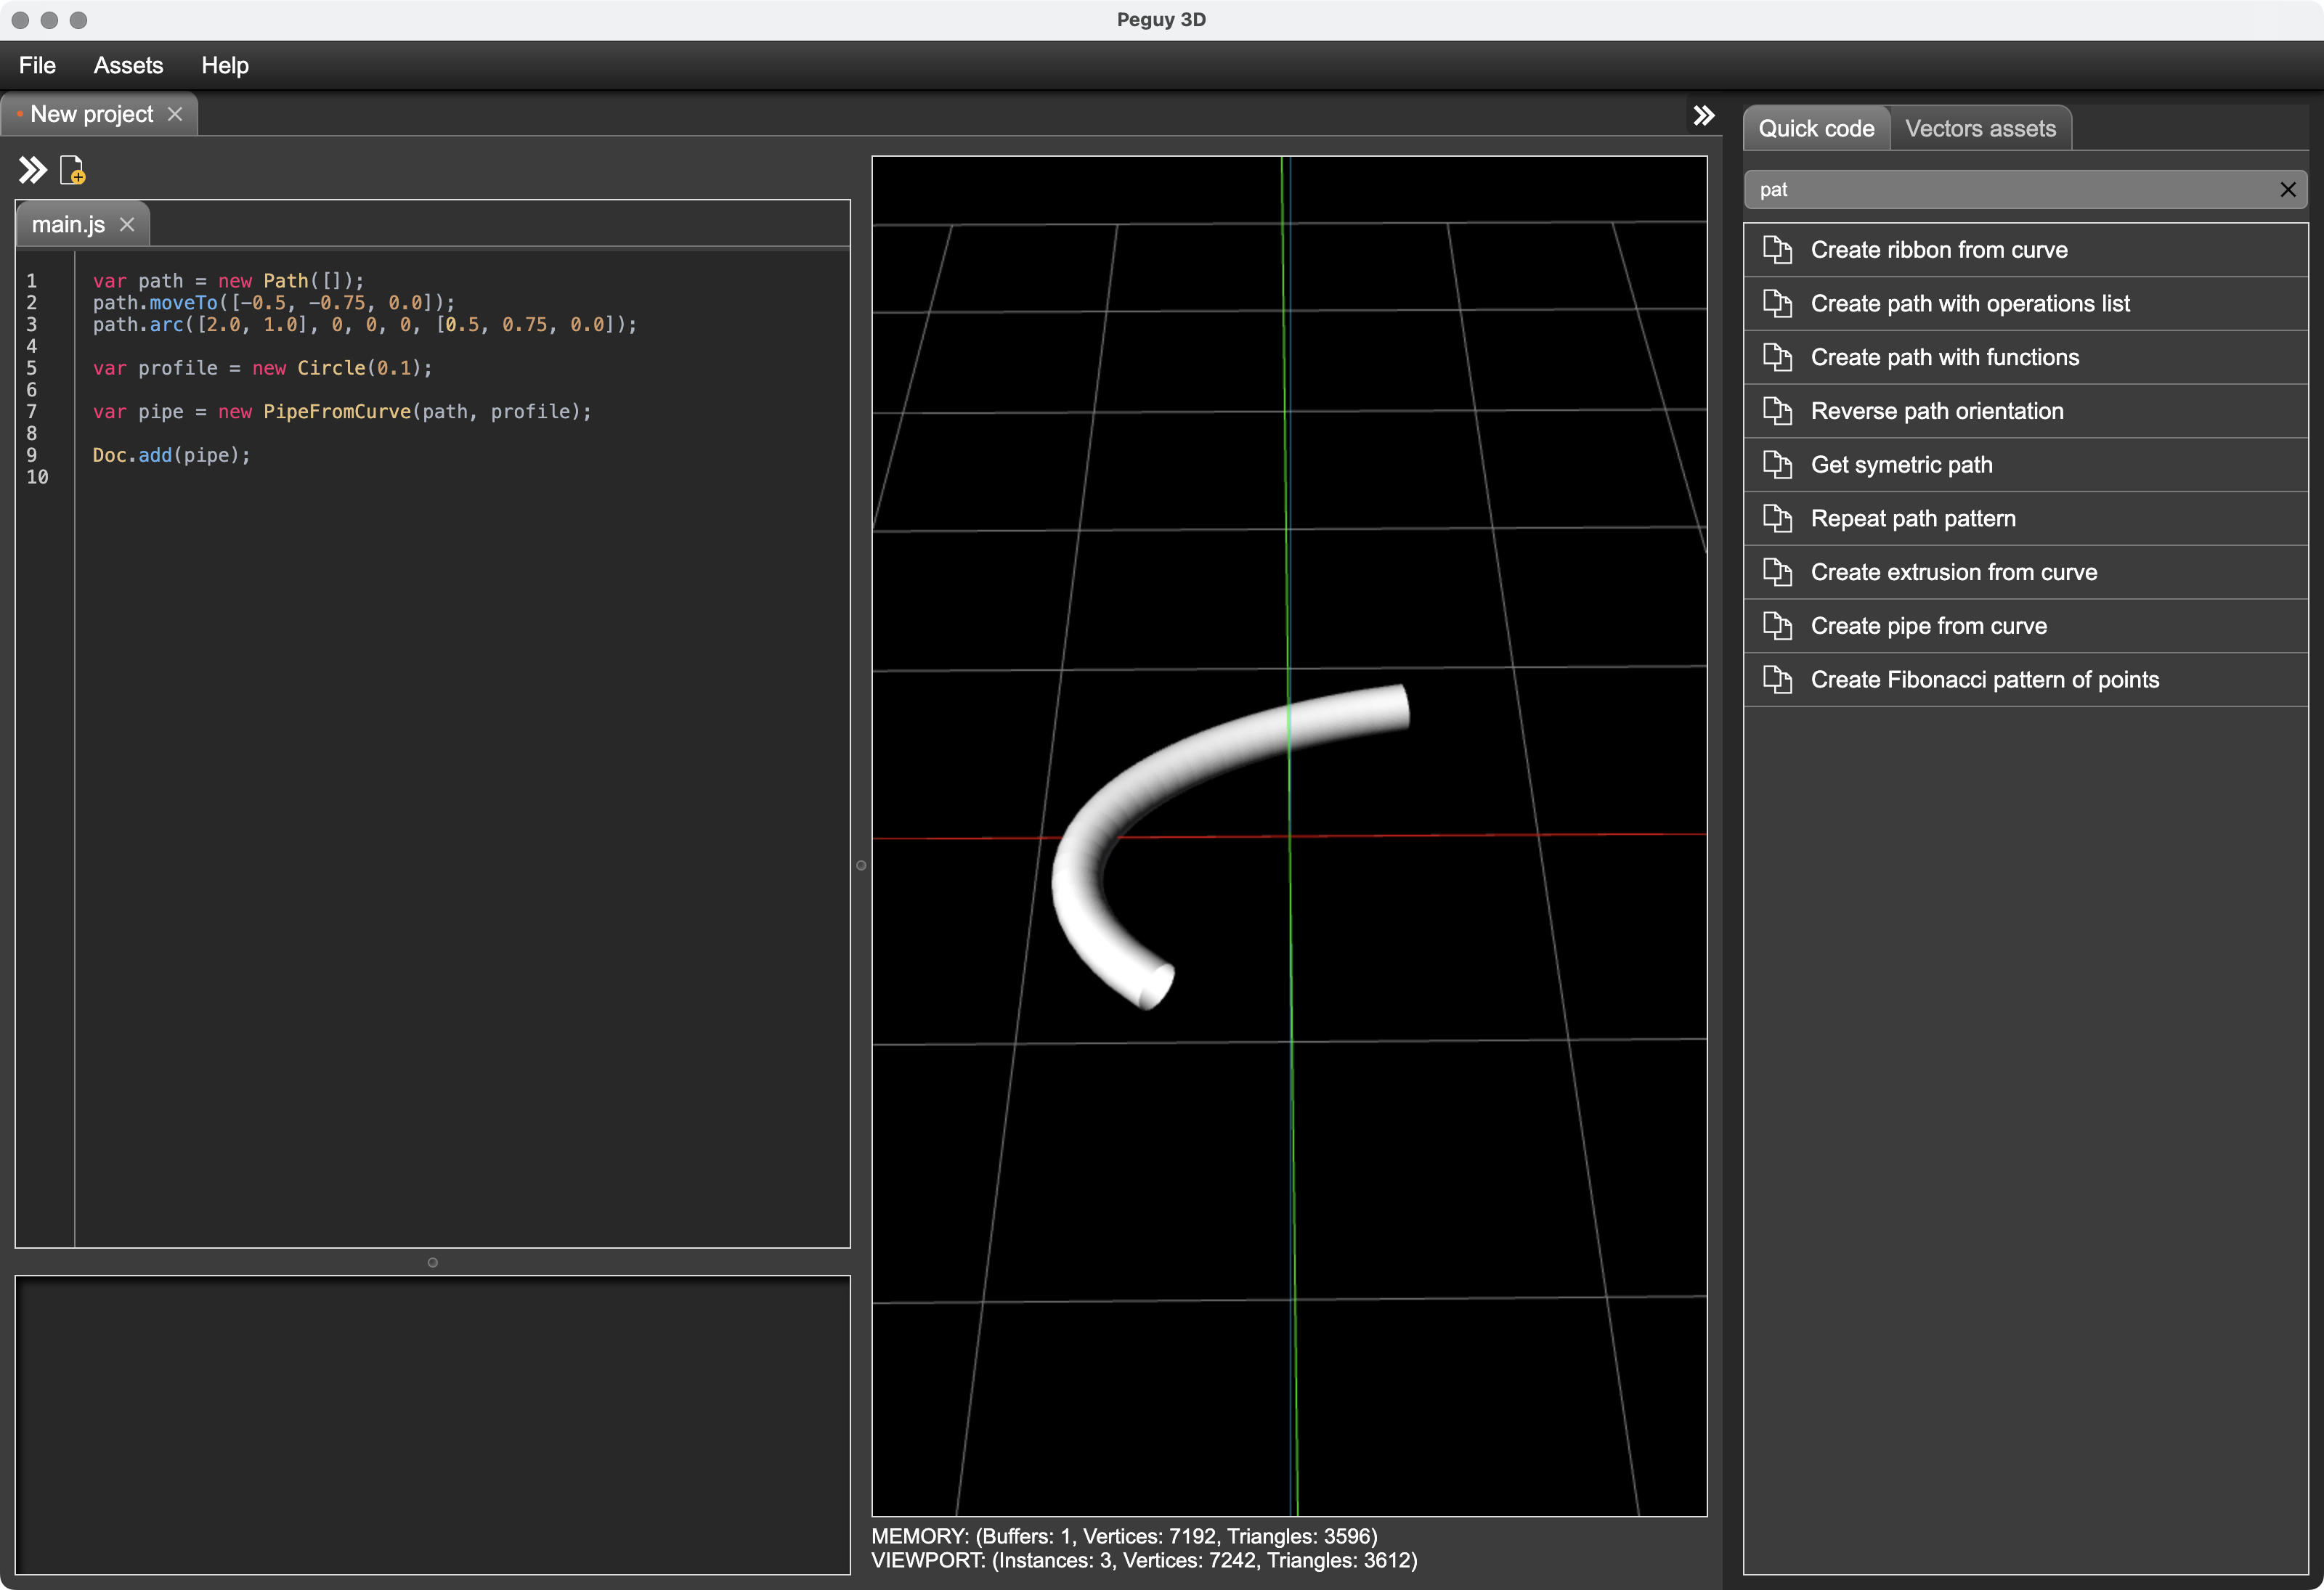 Peguy 3D
File Assets Help
New project
main.js
1 var path = new Path([]);
2 path.moveTo([-0.5, -0.75, 0.0]);
3 path.arc([2.0, 1.0], 0, 0, 0, [0.5, 0.75, 0.0]);
4
5 var profile = new Circle(0.1);
6
7 var pipe = new PipeFromCurve(path, profile);
8
9 Doc.add(pipe);
10
MEMORY: (Buffers: 1, Vertices: 7192, Triangles: 3596)
VIEWPORT: (Instances: 3, Vertices: 7242, Triangles: 3612)
Quick code Vectors assets
pat
Create ribbon from curve
Create path with operations list
Create path with functions
Reverse path orientation
Get symetric path
Repeat path pattern
Create extrusion from curve
Create pipe from curve
Create Fibonacci pattern of points